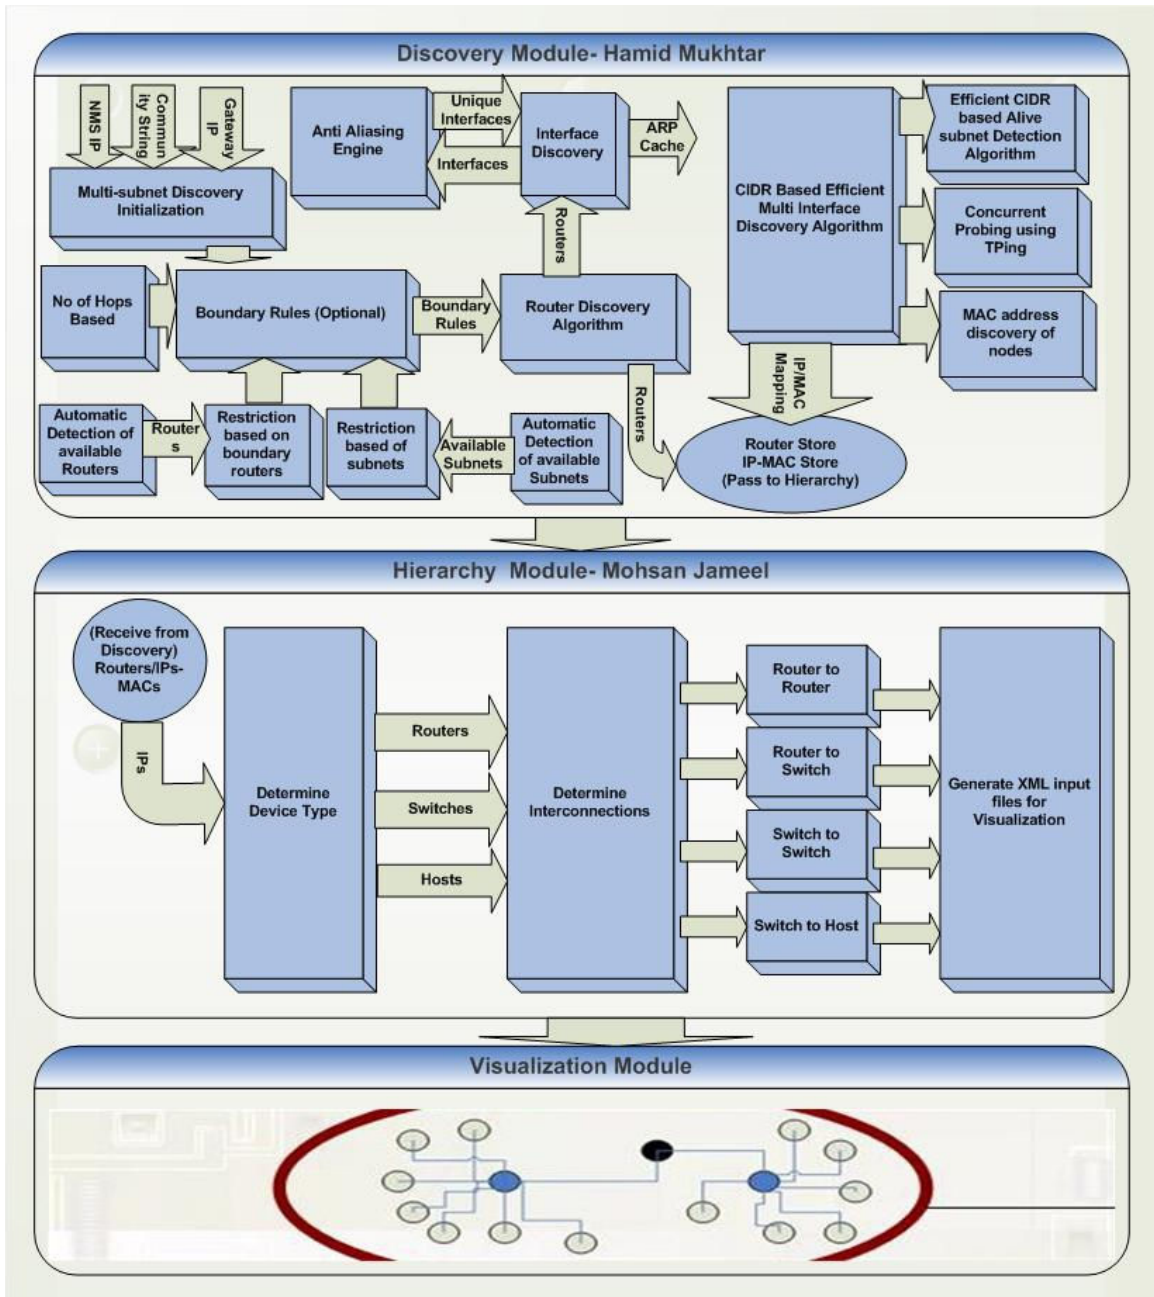 Discovery Module- Hamid Mukhtar
NMS IP
Commun
ity String
Gateway
IP
Multi-subnet Discovery
Initialization
Anti Aliasing
Engine
Unique
Interfaces
Interfaces
Interface
Discovery
ARP
Cache
CIDR Based Efficient
Multi Interface
Discovery Algorithm
Efficient CIDR
based Alive
subnet Detection
Algorithm
Concurrent
Probing using
TPing
MAC address
discovery of
nodes
No of Hops
Based
Boundary Rules (Optional)
Boundary
Rules
Router Discovery
Algorithm
Routers
Routers
IP/MAC
Mapping
Automatic
Detection of
available
Routers
Router
s
Restriction
based on
boundary
routers
Restriction
based of
subnets
Available
Subnets
Automatic
Detection
of available
Subnets
Router Store
IP-MAC Store
(Pass to Hierarchy)
Hierarchy Module- Mohsan Jameel
(Receive from
Discovery)
Routers/IPs-
MACs
IPs
Determine
Device Type
Routers
Switches
Hosts
Determine
Interconnections
Router to
Router
Router to
Switch
Switch to
Switch
Switch to Host
Generate XML input
files for
Visualization
Visualization Module